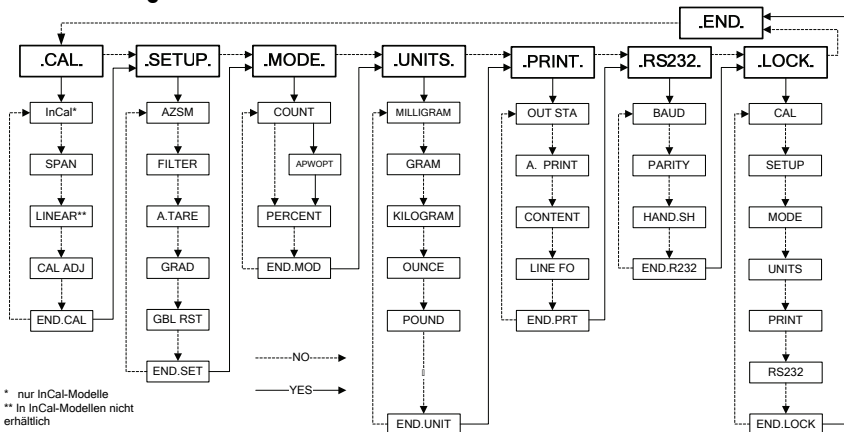 .END.
.CAL.
.SETUP.
.MODE.
.UNITS.
.PRINT.
.RS232.
.LOCK.
InCal*
SPAN
LINEAR**
CAL ADJ
END.CAL
AZSM
FILTER
A.TARE
GRAD
GBL RST
END.SET
COUNT
APWOPT
PERCENT
END.MOD
MILLIGRAM
GRAM
KILOGRAM
OUNCE
POUND
END.UNIT
OUT STA
A. PRINT
CONTENT
LINE FO
END.PRT
BAUD
PARITY
HAND.SH
END.R232
CAL
SETUP
MODE
UNITS
PRINT
RS232
END.LOCK
NO
YES
* nur InCal-Modelle
** In InCal-Modellen nicht
erhältlich